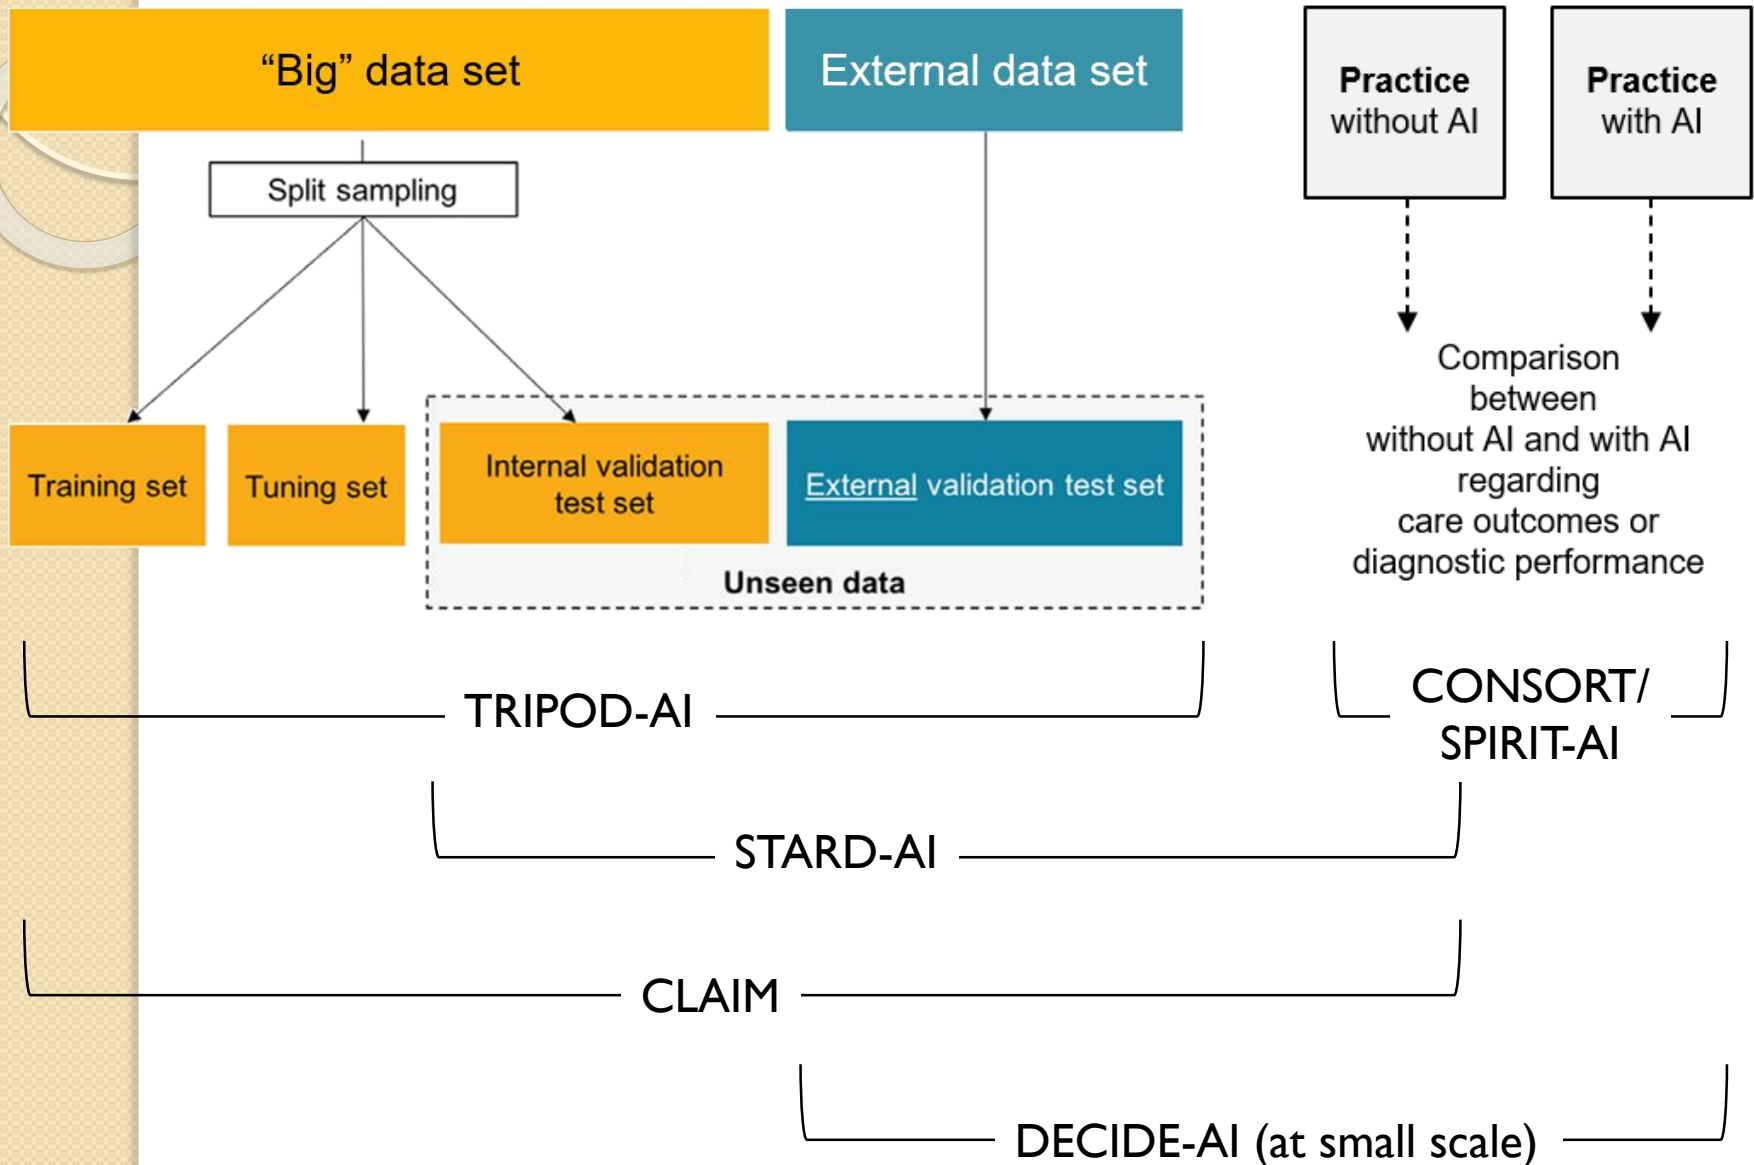 “Big” data set
External data set
Practice
without AI
Practice
with AI
Split sampling
Training set
Tuning set
Internal validation
test set
External validation test set
Unseen data
Comparison
between
without AI and with AI
regarding
care outcomes or
diagnostic performance
TRIPOD-AI
CONSORT/
SPIRIT-AI
STARD-AI
CLAIM
DECIDE-AI (at small scale)